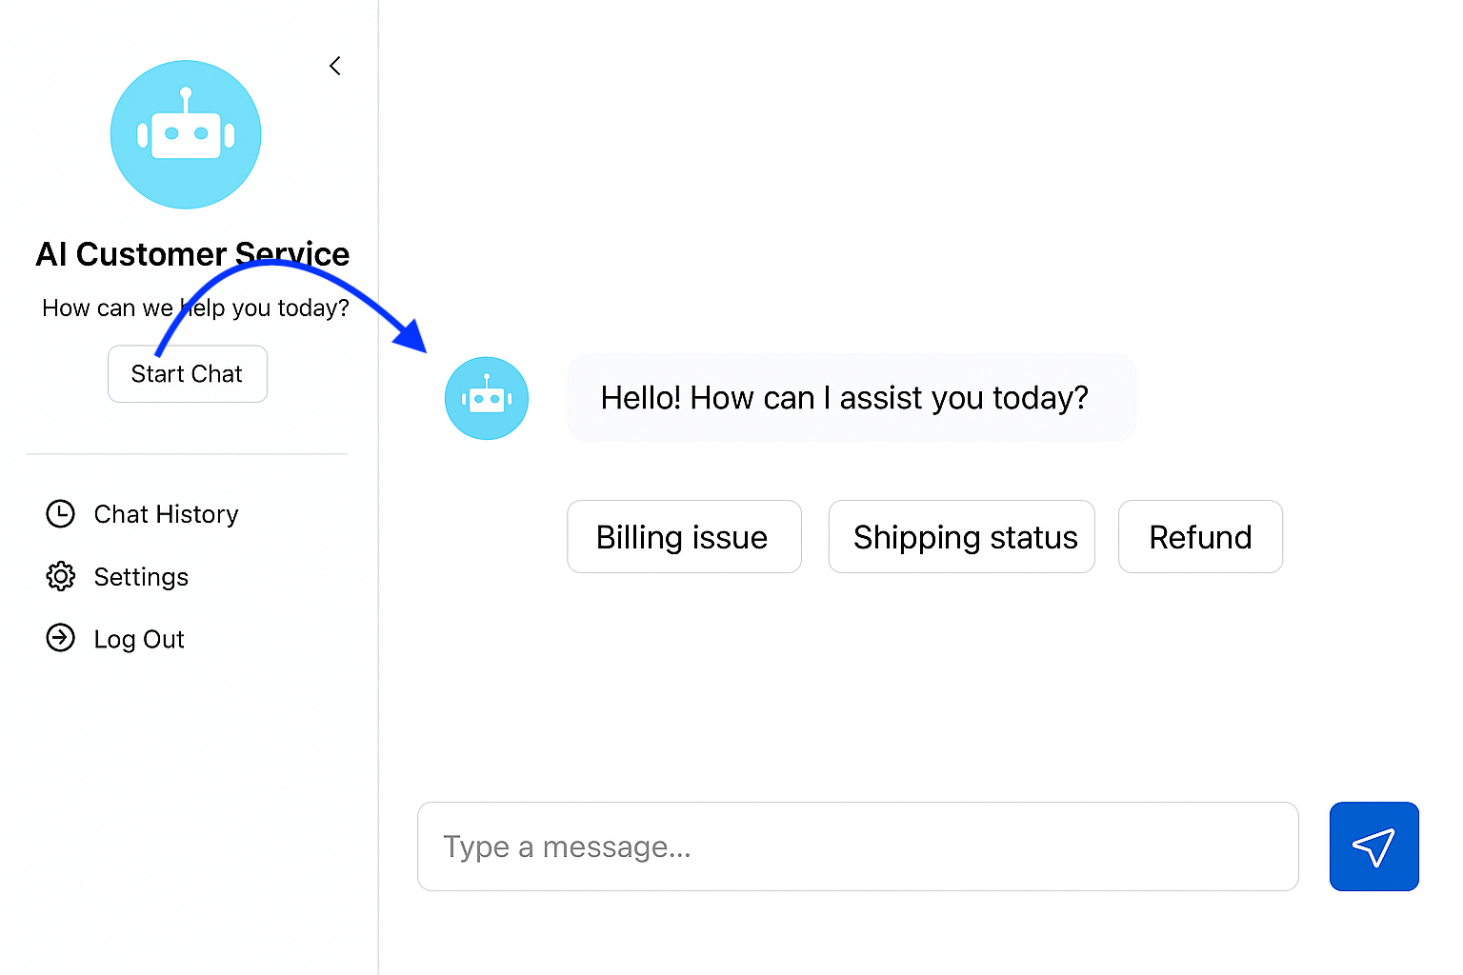 AI Customer Service
How can we help you today?
Start Chat
Chat History
Settings
Log Out
Hello! How can I assist you today?
Billing issue
Shipping status
Refund
Type a message...